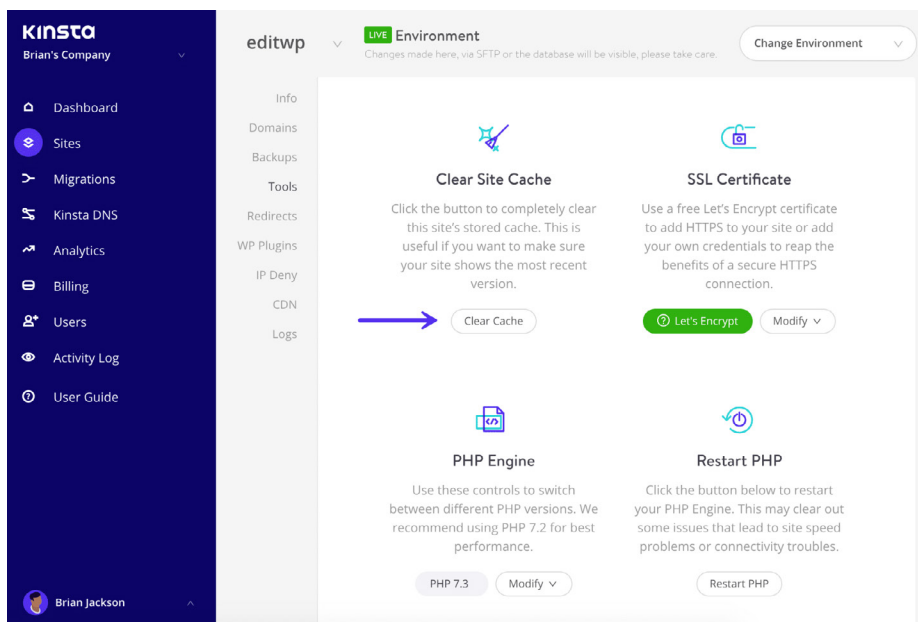 KINSTA
Brian's Company
Dashboard
Sites
Migrations
Kinsta DNS
Analytics
Billing
Users
Activity Log
User Guide
Brian Jackson
editwp
LIVE Environment
Changes made here, via SFTP or the database will be visible, please take care.
Change Environment
Info
Domains
Backups
Tools
Redirects
WP Plugins
IP Deny
CDN
Logs
Clear Site Cache
Click the button to completely clear
this site's stored cache. This is
useful if you want to make sure
your site shows the most recent
version.
Clear Cache
SSL Certificate
Use a free Let's Encrypt certificate
to add HTTPS to your site or add
your own credentials to reap the
benefits of a secure HTTPS
connection.
Let's Encrypt
Modify
PHP Engine
Use these controls to switch
between different PHP versions. We
recommend using PHP 7.2 for best
performance.
PHP 7.3
Modify
Restart PHP
Click the button below to restart
your PHP Engine. This may clear out
some issues that lead to site speed
problems or connectivity troubles.
Restart PHP